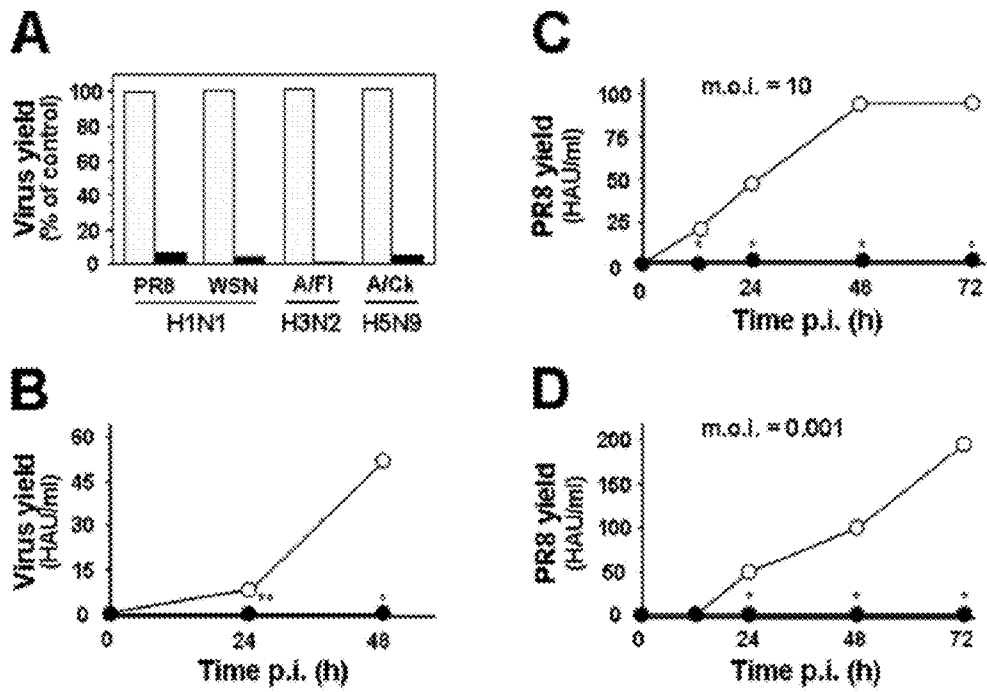 A
Virus yield
(% of control)
100
80
60
40
20
0
PR8 WSN A/Fl A/Ck
H1N1 H3N2 H5N9
B
Virus yield
(HAU/ml)
60
45
30
15
0
**
*
0 24 48
Time p.i. (h)
C
m.o.i. = 10
PR8 yield
(HAU/ml)
100
75
50
25
0
* * * *
0 24 48 72
Time p.i. (h)
D
m.o.i. = 0.001
PR8 yield
(HAU/ml)
200
150
100
50
0
* * *
0 24 48 72
Time p.i. (h)